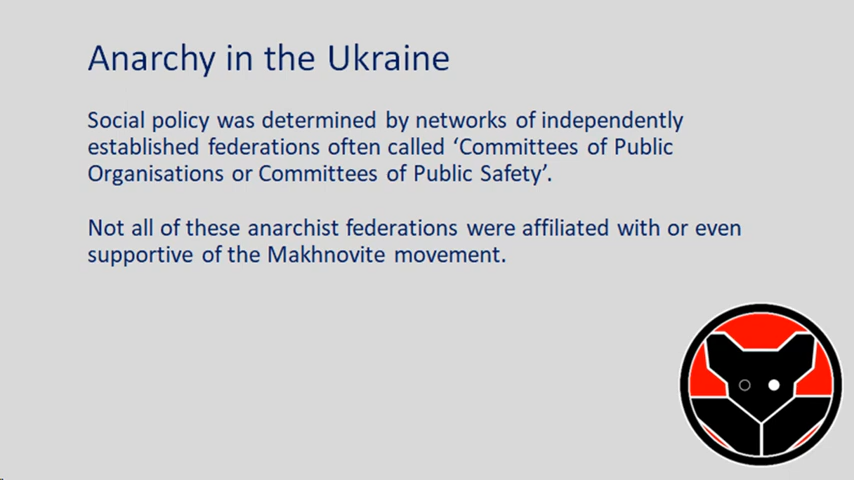 Anarchy in the Ukraine
Social policy was determined by networks of independently
established federations often called ‘Committees of Public
Organisations or Committees of Public Safety’.
Not all of these anarchist federations were affiliated with or even
supportive of the Makhnovite movement.